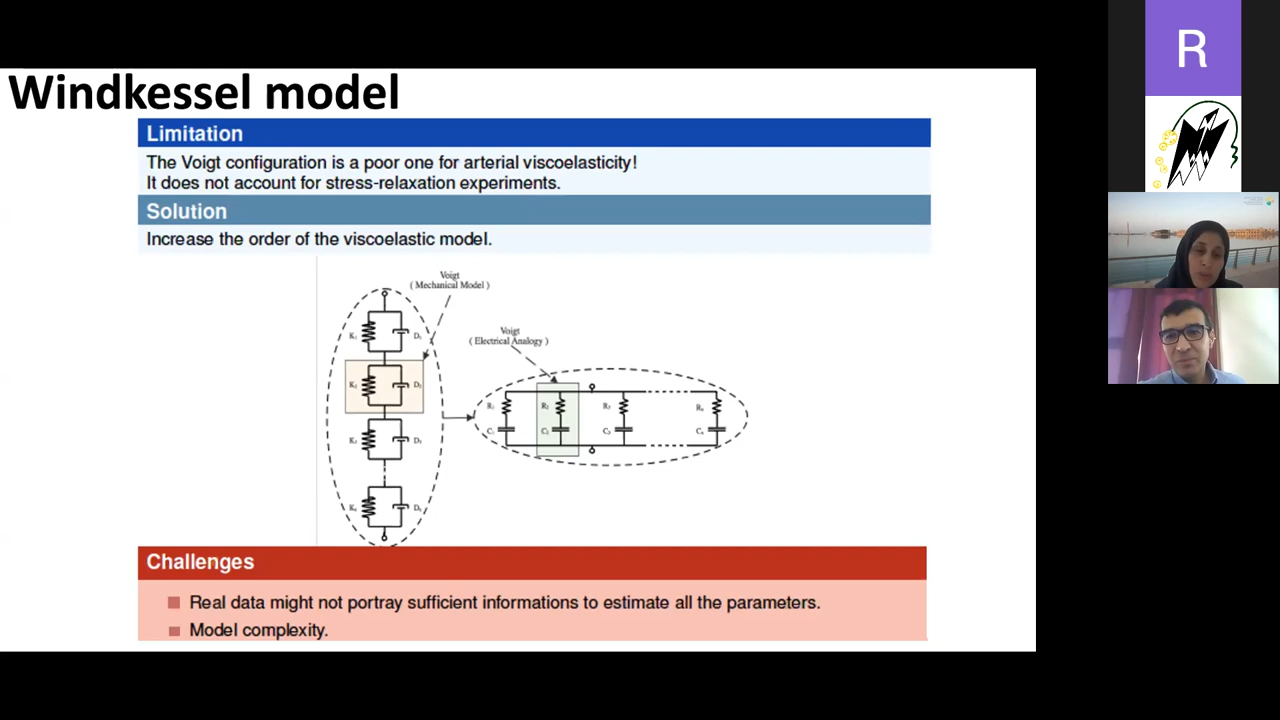 Windkessel model
Limitation
The Voigt configuration is a poor one for arterial viscoelasticity!
It does not account for stress-relaxation experiments.
Solution
Increase the order of the viscoelastic model.
Voigt
( Mechanical Model )
Voigt
( Electrical Analogy )
Challenges
Real data might not portray sufficient informations to estimate all the parameters.
Model complexity.
R